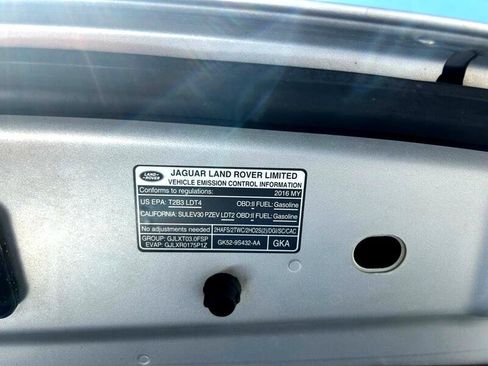 LAND ROVER
JAGUAR LAND ROVER LIMITED
VEHICLE EMISSION CONTROL INFORMATION
Conforms to regulations: 2016 MY
US EPA: T2B3 LDT4 OBD:II FUEL: Gasoline
CALIFORNIA: SULEV30 PZEV LDT2 OBD:II FUEL: Gasoline
No adjustments needed 2HAFS/2TWC/2HO2S(2)/DGI/SC/CAC
GROUP: GJLXT03.0FSP
EVAP: GJLXR0175P1Z
GK52-9S432-AA GKA